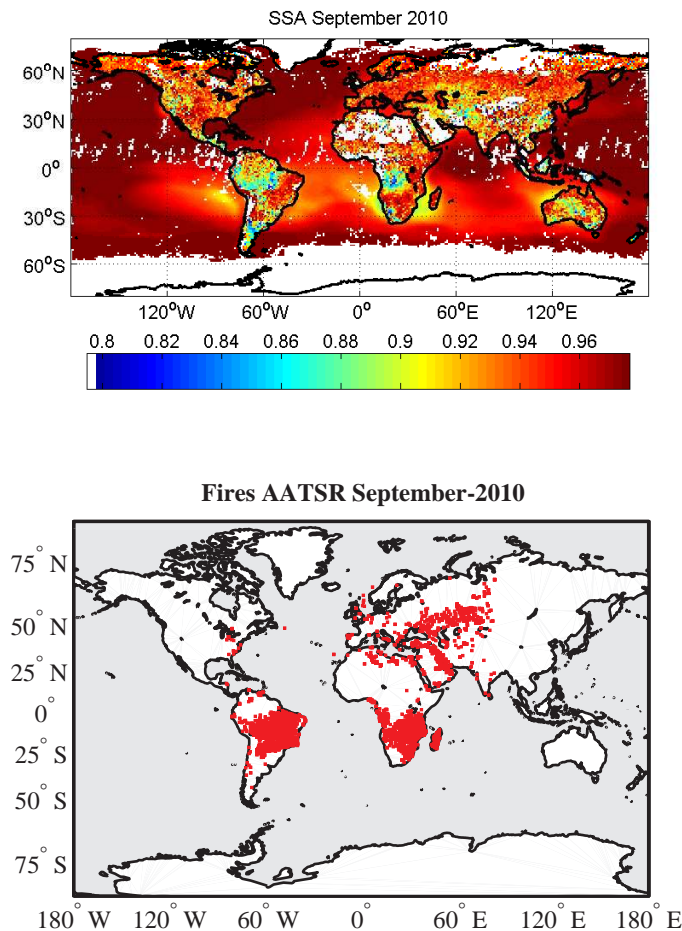 SSA September 2010
60°N
30°N
0°
30°S
60°S
120°W 60°W 0° 60°E 120°E
0.8 0.82 0.84 0.86 0.88 0.9 0.92 0.94 0.96
Fires AATSR September-2010
75° N
50° N
25° N
0°
25° S
50° S
75° S
180° W 120° W 60° W 0° 60° E 120° E 180° E